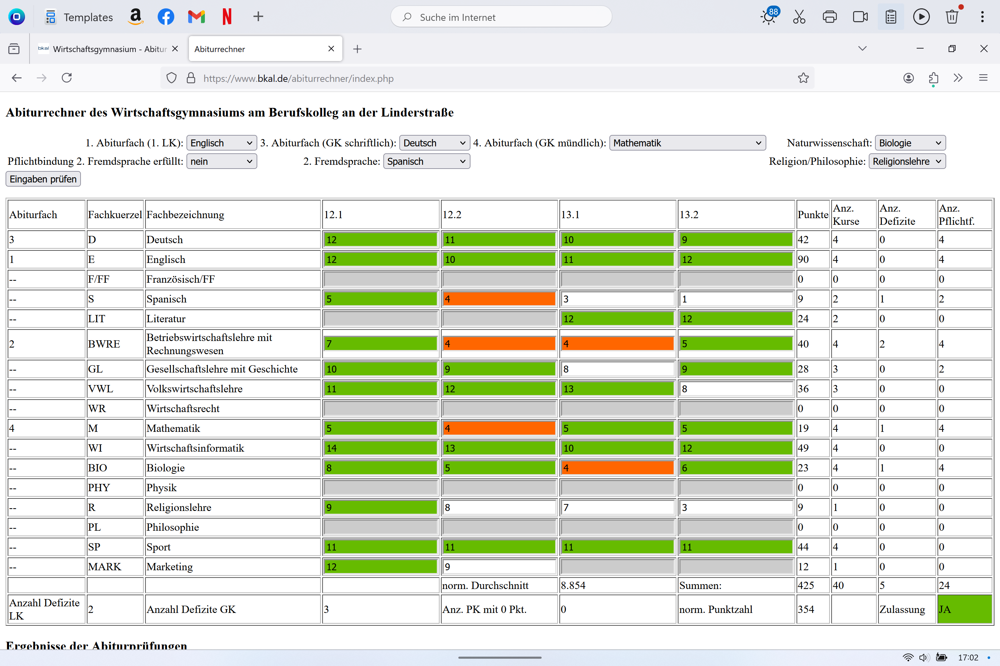 Templates
Suche im Internet
88
bkal Wirtschaftsgymnasium - Abitur
Abiturrechner
https://www.bkal.de/abiturrechner/index.php
Abiturrechner des Wirtschaftsgymnasiums am Berufskolleg an der Linderstraße
1. Abiturfach (1. LK): Englisch 3. Abiturfach (GK schriftlich): Deutsch 4. Abiturfach (GK mündlich): Mathematik Naturwissenschaft: Biologie
Pflichtbindung 2. Fremdsprache erfüllt: nein 2. Fremdsprache: Spanisch Religion/Philosophie: Religionslehre
Eingaben prüfen
Abiturfach Fachkuerzel Fachbezeichnung 12.1 12.2 13.1 13.2 Punkte Anz. Kurse Anz. Defizite Anz. Pflichtf.
3 D Deutsch 12 11 10 9 42 4 0 4
1 E Englisch 12 10 11 12 90 4 0 4
-- F/FF Französisch/FF 0 0 0 0
-- S Spanisch 5 4 3 1 9 2 1 2
-- LIT Literatur 12 12 24 2 0 0
2 BWRE Betriebswirtschaftslehre mit Rechnungswesen 7 4 4 5 40 4 2 4
-- GL Gesellschaftslehre mit Geschichte 10 9 8 9 28 3 0 2
-- VWL Volkswirtschaftslehre 11 12 13 8 36 3 0 0
-- WR Wirtschaftsrecht 0 0 0 0
4 M Mathematik 5 4 5 5 19 4 1 4
-- WI Wirtschaftsinformatik 14 13 10 12 49 4 0 0
-- BIO Biologie 8 5 4 6 23 4 1 4
-- PHY Physik 0 0 0 0
-- R Religionslehre 9 8 7 3 9 1 0 0
-- PL Philosophie 0 0 0 0
-- SP Sport 11 11 11 11 44 4 0 0
-- MARK Marketing 12 9 12 1 0 0
norm. Durchschnitt 8.854 Summen: 425 40 5 24
Anzahl Defizite LK 2 Anzahl Defizite GK 3 Anz. PK mit 0 Pkt. 0 norm. Punktzahl 354 Zulassung JA
Ergebnisse der Abiturprüfungen
17:02